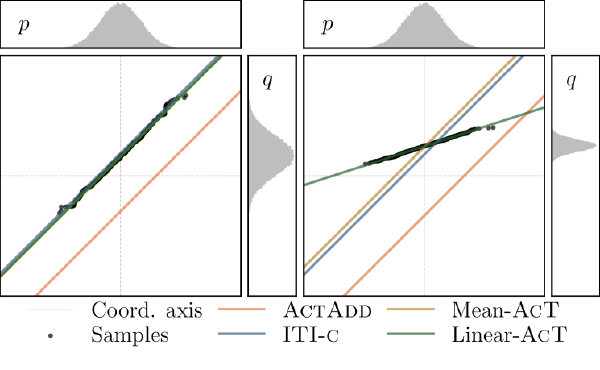 p
p
q
q
Coord. axis
ACTADD
Mean-ACT
Samples
ITI-C
Linear-ACT